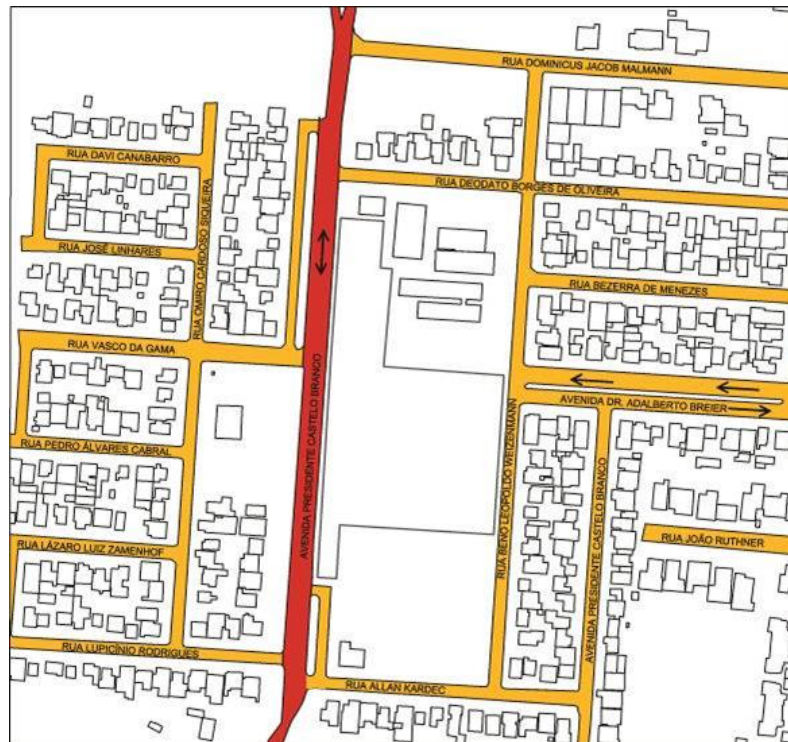 RUA DOMINICUS JACOB MALMANN
RUA DAVI CANABARRO
RUA DEODATO BORGES DE OLIVEIRA
RUA OMIRO CARDOSO SIQUEIRA
RUA JOSÉ LINHARES
RUA BEZERRA DE MENEZES
RUA VASCO DA GAMA
AVENIDA PRESIDENTE CASTELO BRANCO
AVENIDA DR. ADALBERTO BREIER
RUA BENO LEOPOLDO WEIZENMANN
RUA PEDRO ÁLVARES CABRAL
AVENIDA PRESIDENTE CASTELO BRANCO
RUA JOÃO RUTHNER
RUA LÁZARO LUIZ ZAMENHOF
RUA LUPICÍNIO RODRIGUES
RUA ALLAN KARDEC